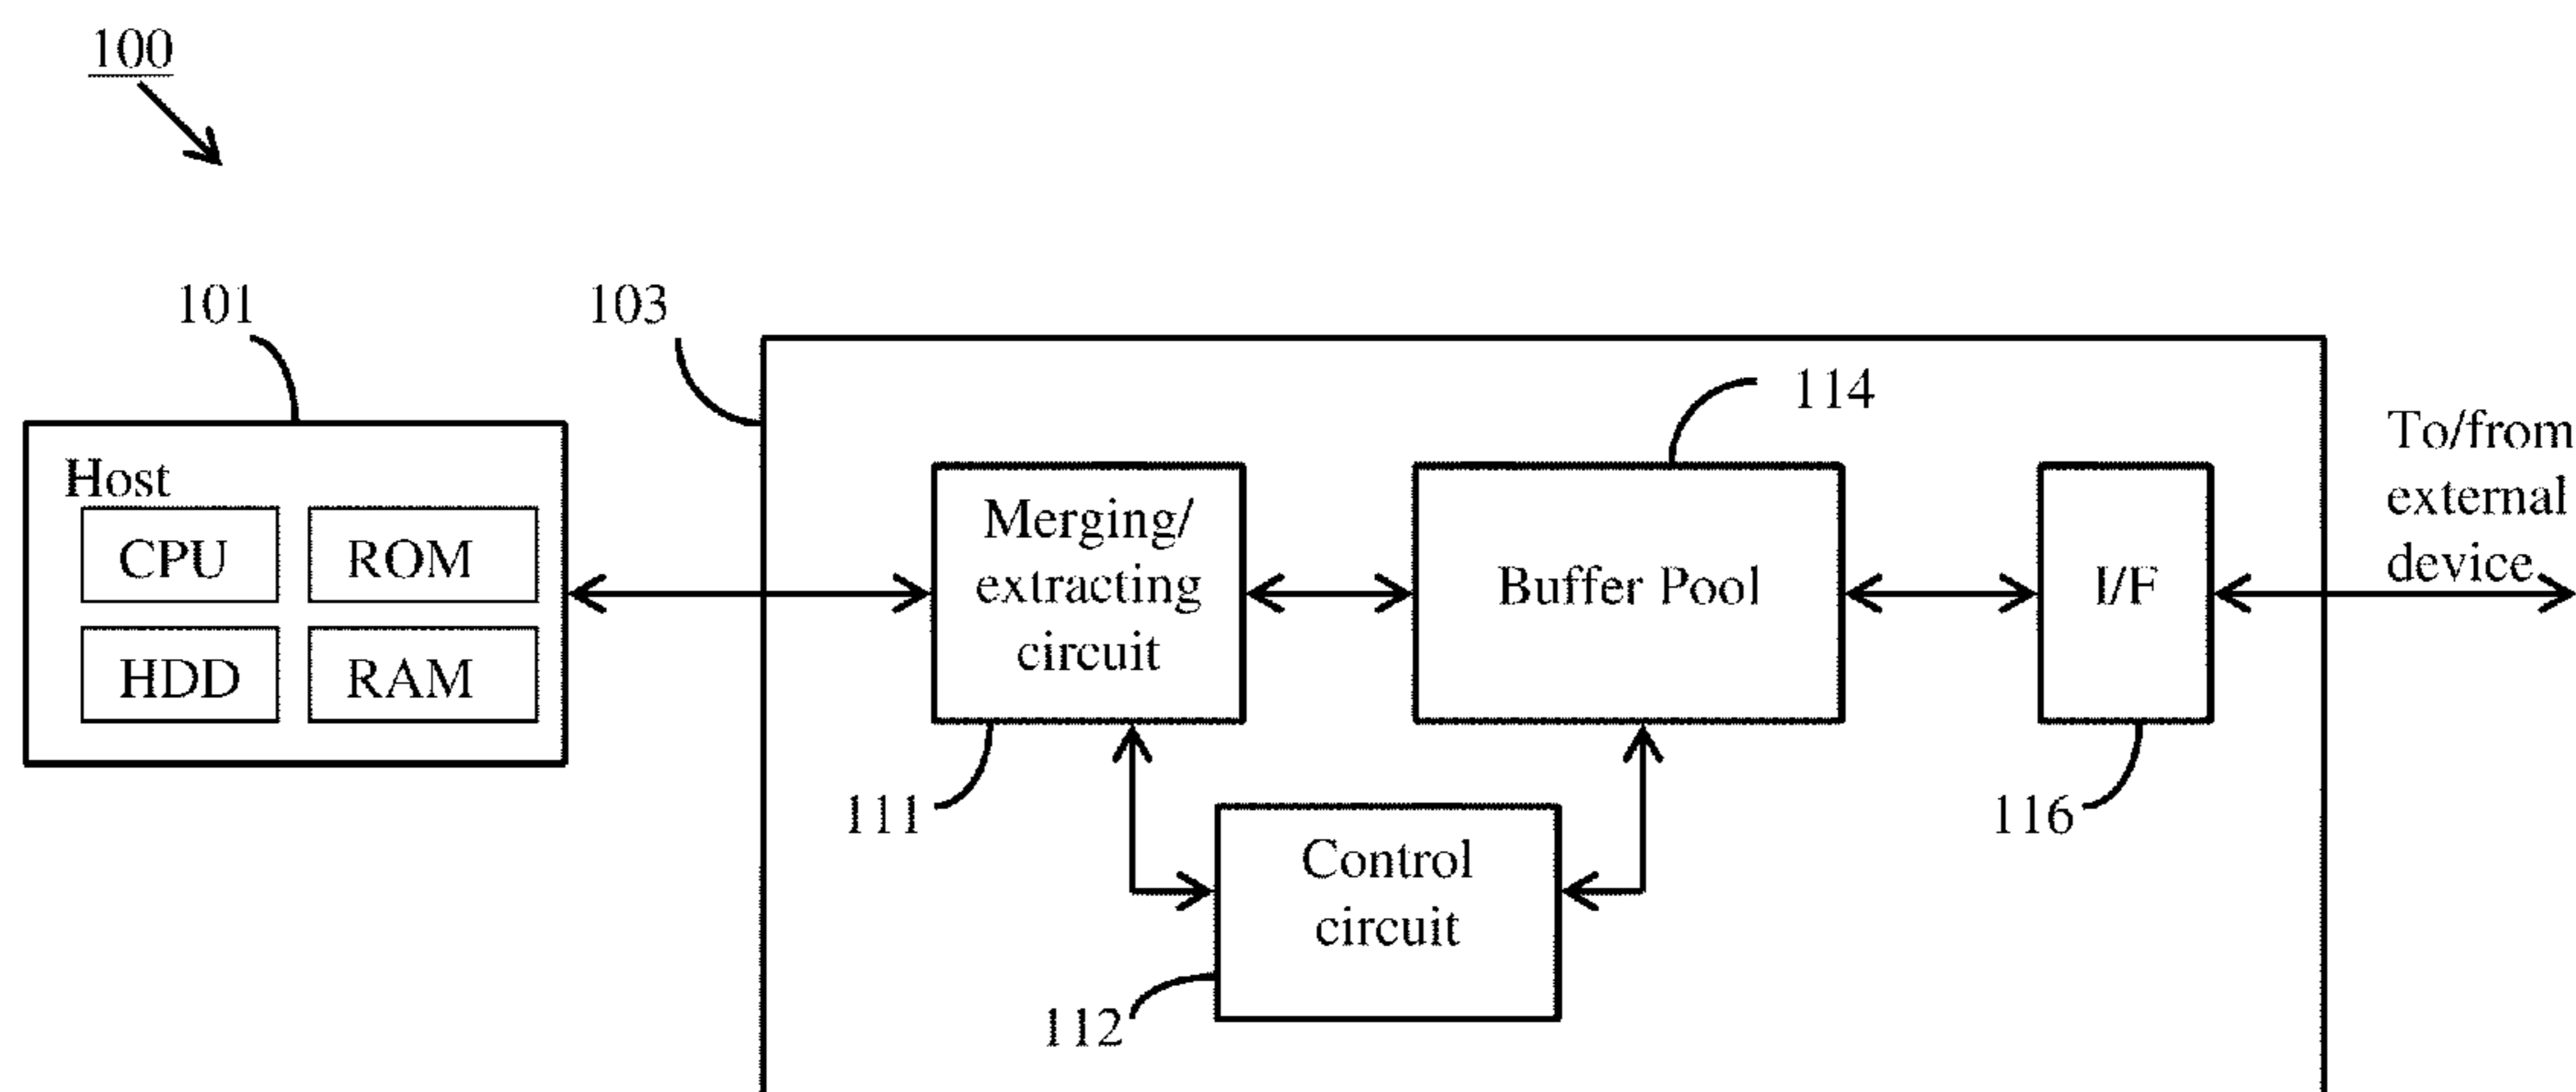 100
101
103
114
To/from
external
device
Host
CPU
ROM
HDD
RAM
Merging/
extracting
circuit
Buffer Pool
I/F
111
116
Control
circuit
112